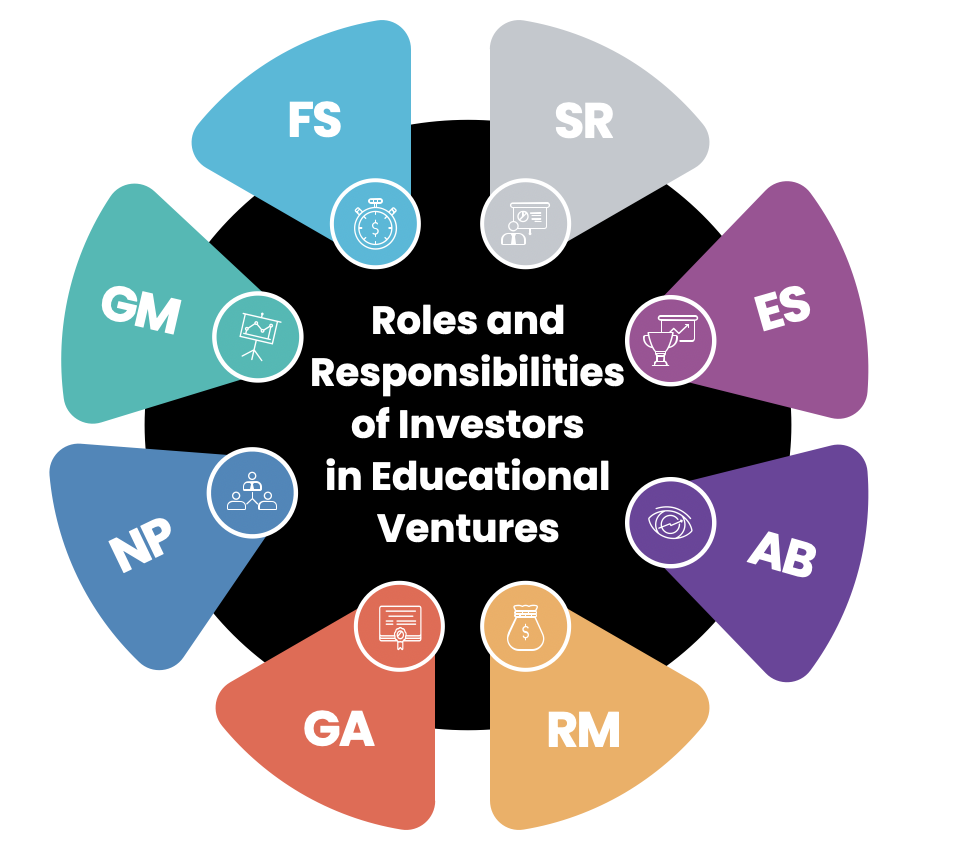 FS
SR
GM
ES
Roles and
Responsibilities
of Investors
in Educational
Ventures
NP
AB
GA
RM
$
$